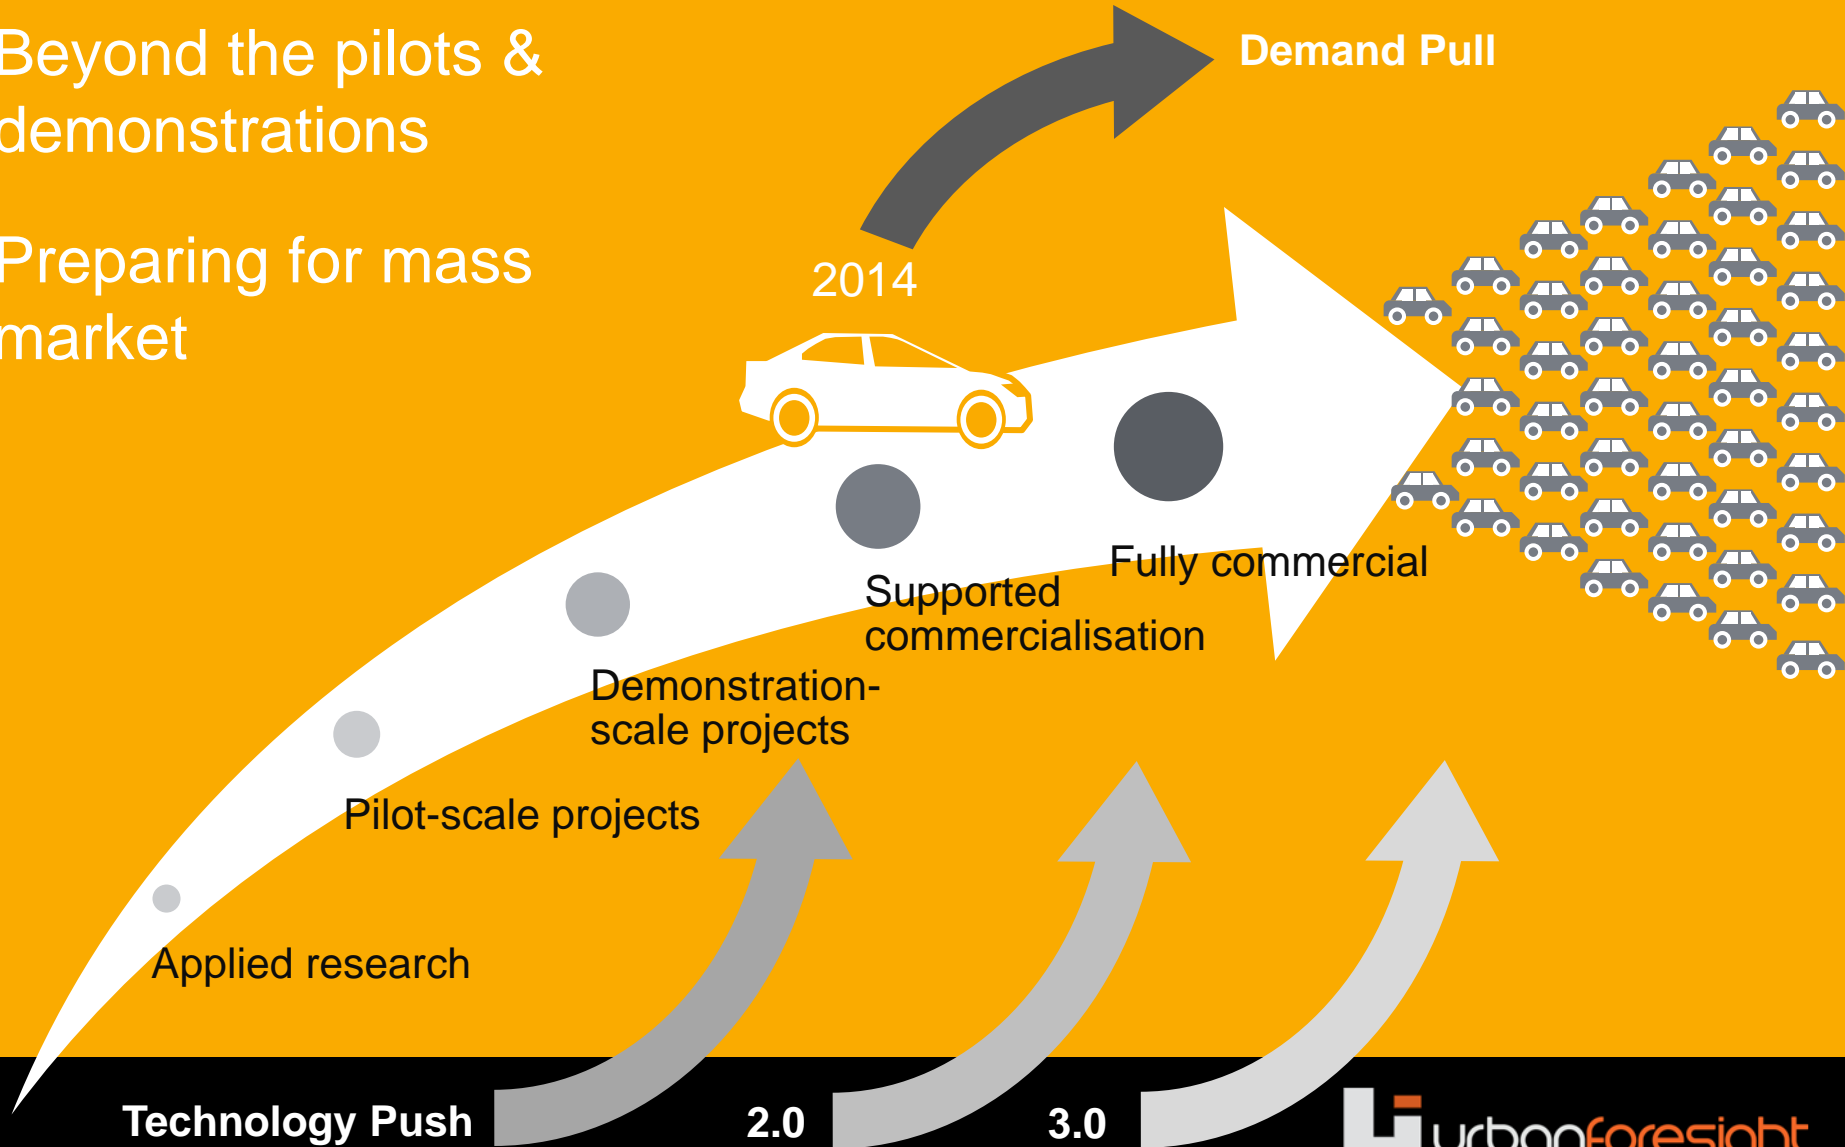 Beyond the pilots &
demonstrations
Preparing for mass
market
Demand Pull
2014
Fully commercial
Supported
commercialisation
Demonstration-
scale projects
Pilot-scale projects
Applied research
Technology Push
2.0
3.0
urbanforesight